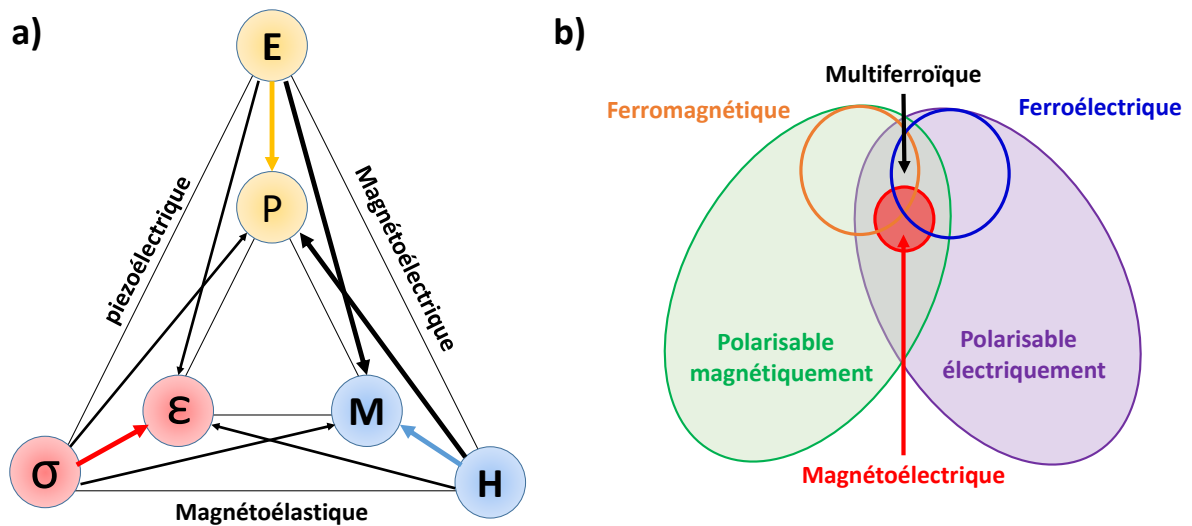 a)
E
P
ε
M
σ
H
piezoélectrique
Magnétoélectrique
Magnétoélastique
b)
Multiferroïque
Ferromagnétique
Ferroélectrique
Polarisable
magnétiquement
Polarisable
électriquement
Magnétoélectrique